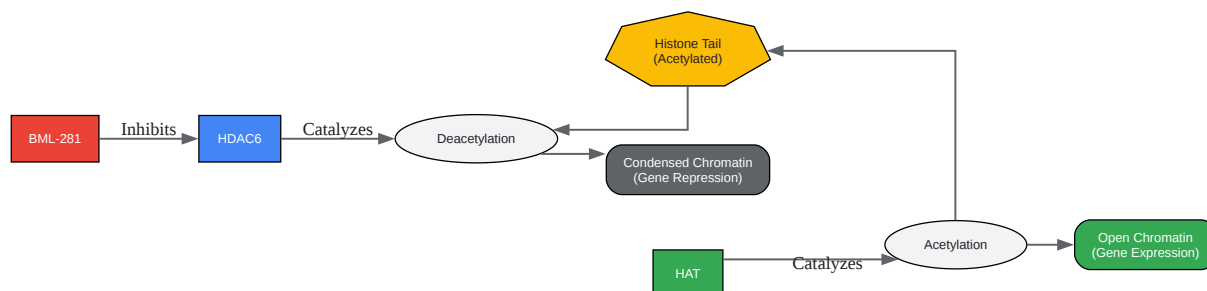 Histone Tail
(Acetylated)
BML-281
Inhibits
HDAC6
Catalyzes
Deacetylation
Condensed Chromatin
(Gene Repression)
HAT
Catalyzes
Acetylation
Open Chromatin
(Gene Expression)